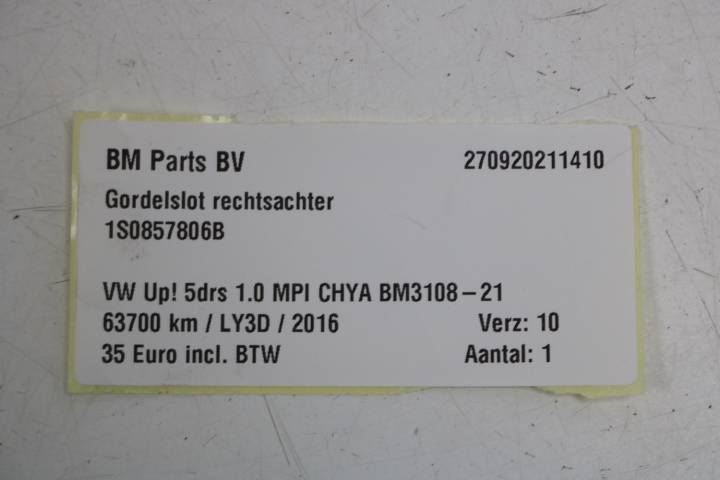 BM Parts BV 270920211410
Gordelslot rechtsachter
1S0857806B
VW Up! 5drs 1.0 MPI CHYA BM3108-21
63700 km / LY3D / 2016 Verz: 10
35 Euro incl. BTW Aantal: 1